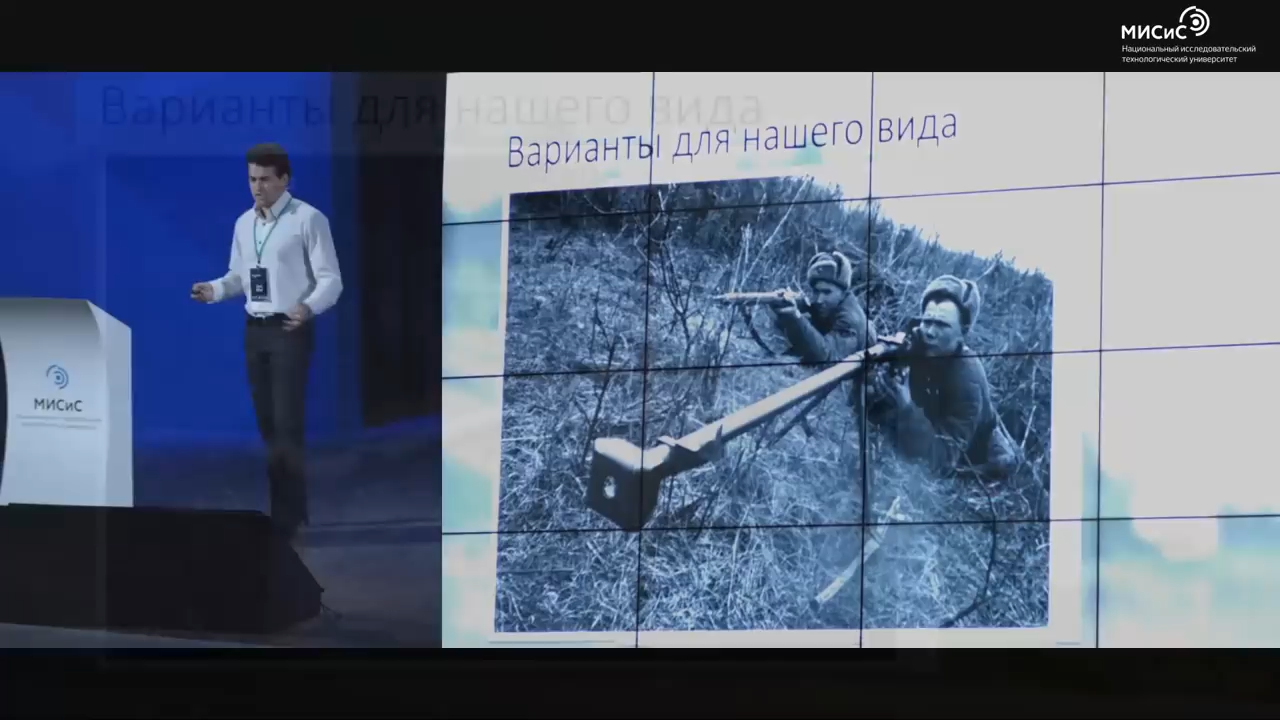 МИСиС
Национальный исследовательский
технологический университет
Варианты для нашего вида
Варианты для нашего вида
МИСиС